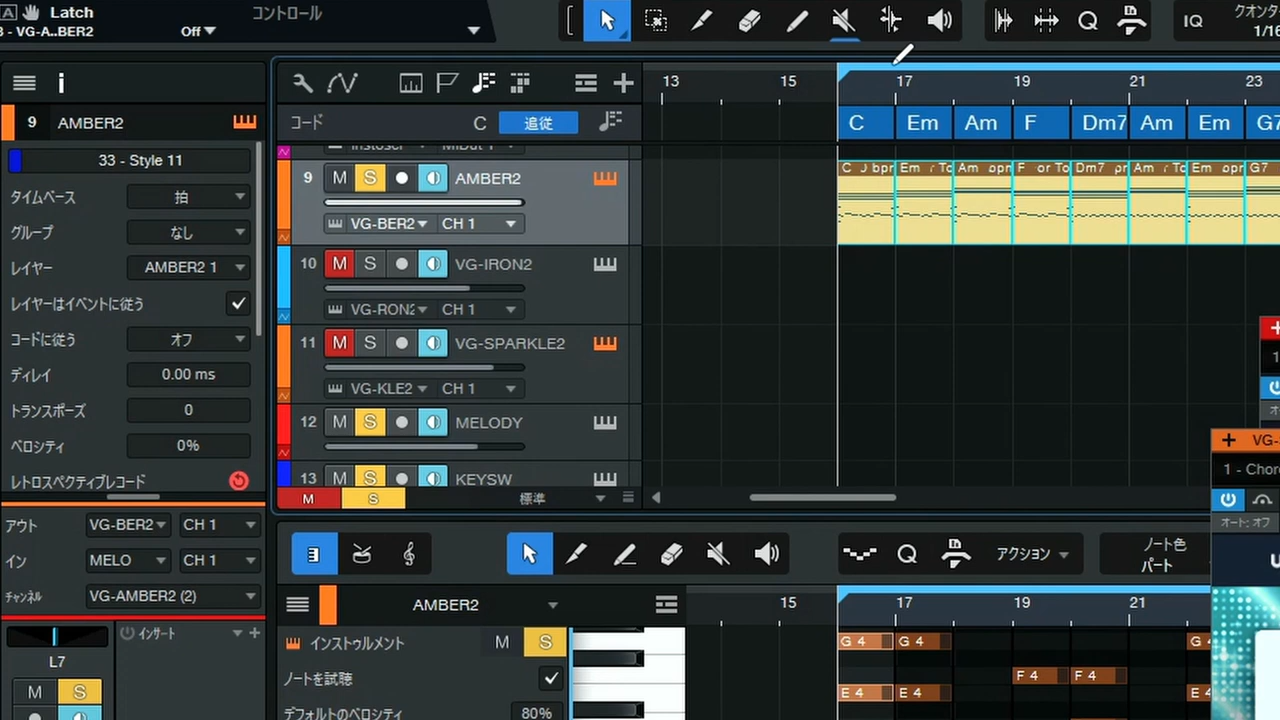 A Latch
コントロール
3 - VG-A..BER2
Off
IQ
クオンタ
1/16
i
13 15 17 19 21 23
9 AMBER2
コード C 追従
C Em Am F Dm7 Am Em G7
33 - Style 11
タイムベース 拍
グループ なし
レイヤー AMBER2 1
レイヤーはイベントに従う
コードに従う オフ
ディレイ 0.00 ms
トランスポーズ 0
ベロシティ 0%
レトロスペクティブレコード
9 M S AMBER2
VG-BER2 CH 1
10 M S VG-IRON2
VG-RON2 CH 1
11 M S VG-SPARKLE2
VG-KLE2 CH 1
12 M S MELODY
13 M S KEYSW
M S 標準
Em
Am
F
Dm7
Em
G7
VG-
1 - Chor
オート: オフ
アウト VG-BER2 CH 1
イン MELO CH 1
チャンネル VG-AMBER2 (2)
インサート
L7
M S
アクション
ノート色
パート
AMBER2
15 17 19 21
インストゥルメント M S
ノートを試聴
デフォルトのベロシティ 80%
G 4 G 4
F 4 F 4
E 4 E 4